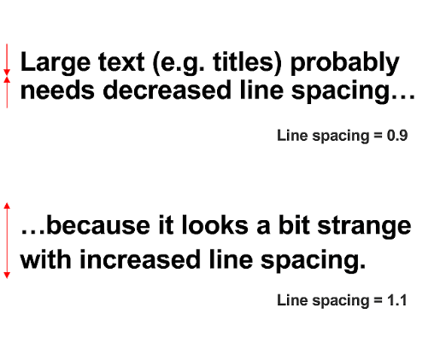 Large text (e.g. titles) probably
needs decreased line spacing…
Line spacing = 0.9
…because it looks a bit strange
with increased line spacing.
Line spacing = 1.1